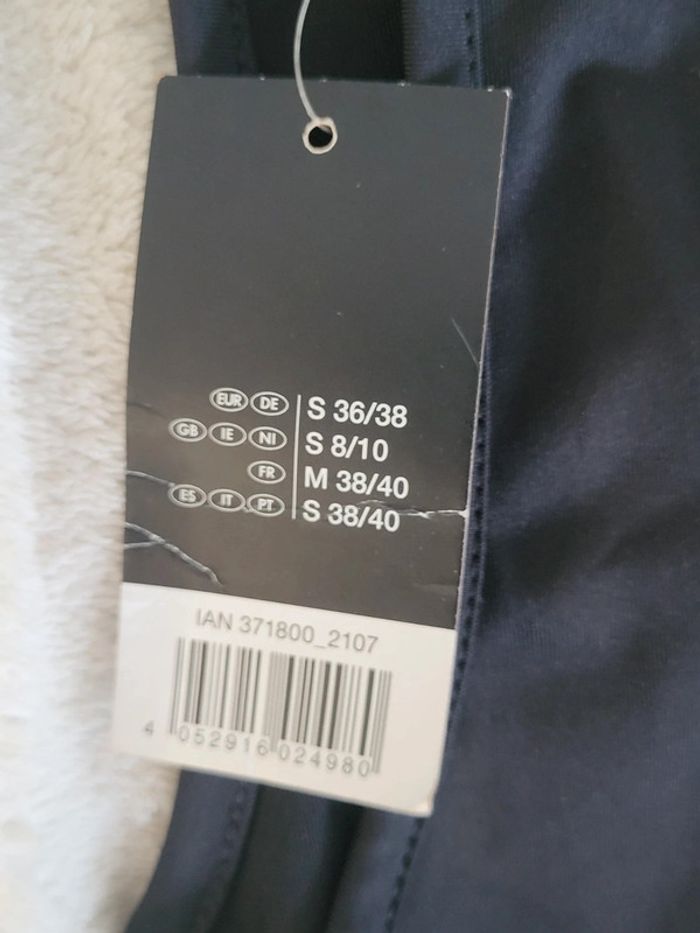 EUR DE S 36/38
GB IE NI S 8/10
FR M 38/40
ES IT PT S 38/40
IAN 371800_2107
4 052916 024980